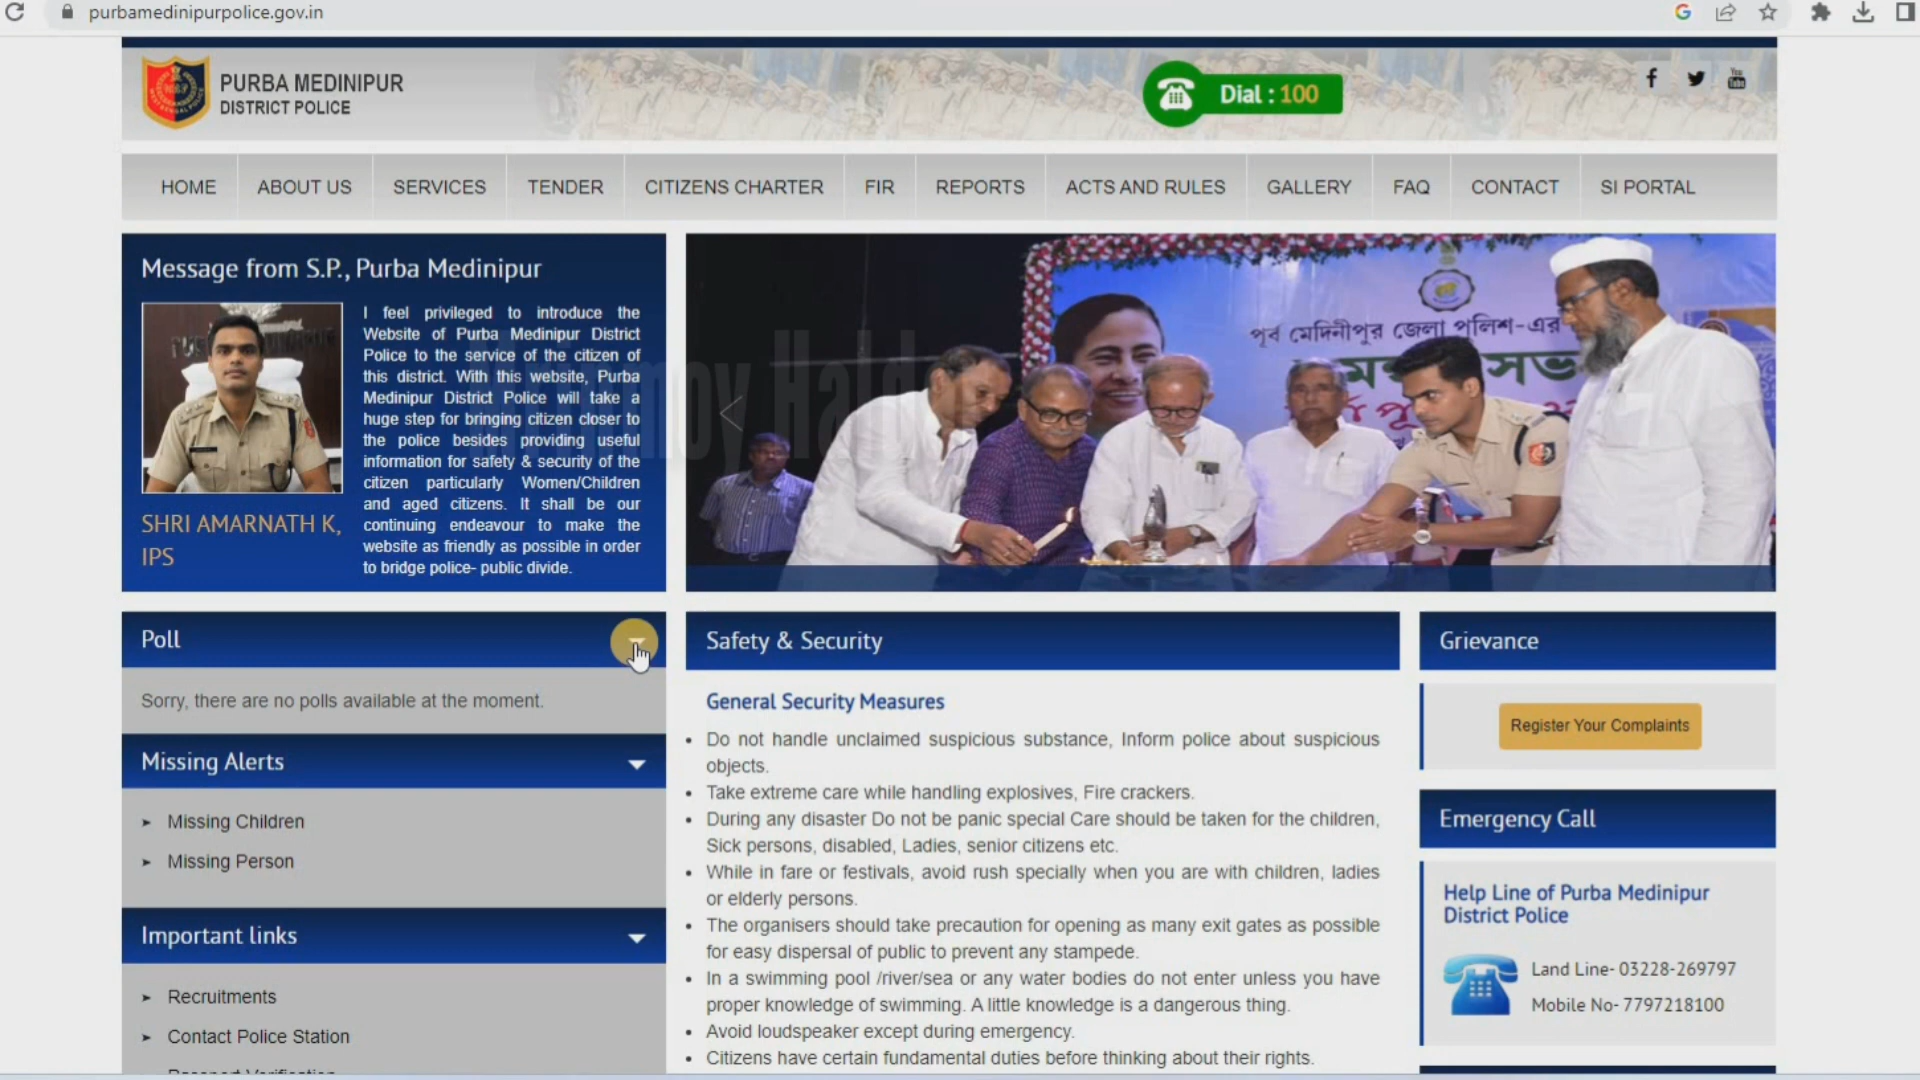 purbamedinipurpolice.gov.in
PURBA MEDINIPUR
DISTRICT POLICE
Dial : 100
You
Tube
HOME
ABOUT US
SERVICES
TENDER
CITIZENS CHARTER
FIR
REPORTS
ACTS AND RULES
GALLERY
FAQ
CONTACT
SI PORTAL
Message from S.P., Purba Medinipur
SHRI AMARNATH K,
IPS
I feel privileged to introduce the
Website of Purba Medinipur District
Police to the service of the citizen of
this district. With this website, Purba
Medinipur District Police will take a
huge step for bringing citizen closer to
the police besides providing useful
information for safety & security of the
citizen particularly Women/Children
and aged citizens. It shall be our
continuing endeavour to make the
website as friendly as possible in order
to bridge police- public divide.
পূর্ব মেদিনীপুর জেলা পুলিশ-এর
Poll
Sorry, there are no polls available at the moment.
Missing Alerts
Missing Children
Missing Person
Important links
Recruitments
Contact Police Station
Passport Verification
Safety & Security
General Security Measures
Do not handle unclaimed suspicious substance, Inform police about suspicious
objects.
Take extreme care while handling explosives, Fire crackers.
During any disaster Do not be panic special Care should be taken for the children,
Sick persons, disabled, Ladies, senior citizens etc.
While in fare or festivals, avoid rush specially when you are with children, ladies
or elderly persons.
The organisers should take precaution for opening as many exit gates as possible
for easy dispersal of public to prevent any stampede.
In a swimming pool /river/sea or any water bodies do not enter unless you have
proper knowledge of swimming. A little knowledge is a dangerous thing.
Avoid loudspeaker except during emergency.
Citizens have certain fundamental duties before thinking about their rights.
Grievance
Register Your Complaints
Emergency Call
Help Line of Purba Medinipur
District Police
Land Line- 03228-269797
Mobile No- 7797218100